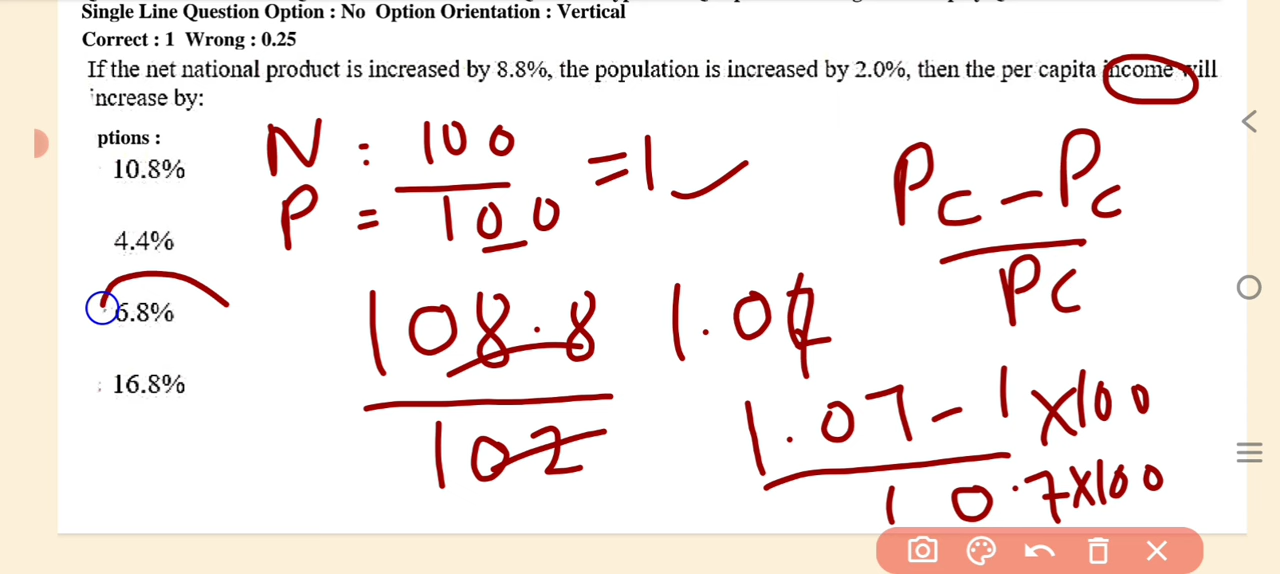 Single Line Question Option : No Option Orientation : Vertical
Correct : 1 Wrong : 0.25
If the net national product is increased by 8.8%, the population is increased by 2.0%, then the per capita income will
increase by:
ptions :
10.8%
4.4%
6.8%
16.8%
N : 100
P = 100
= 1
Pc - Pc
Pc
108.8
102
1.07 - 1 x100
1
0.7x100